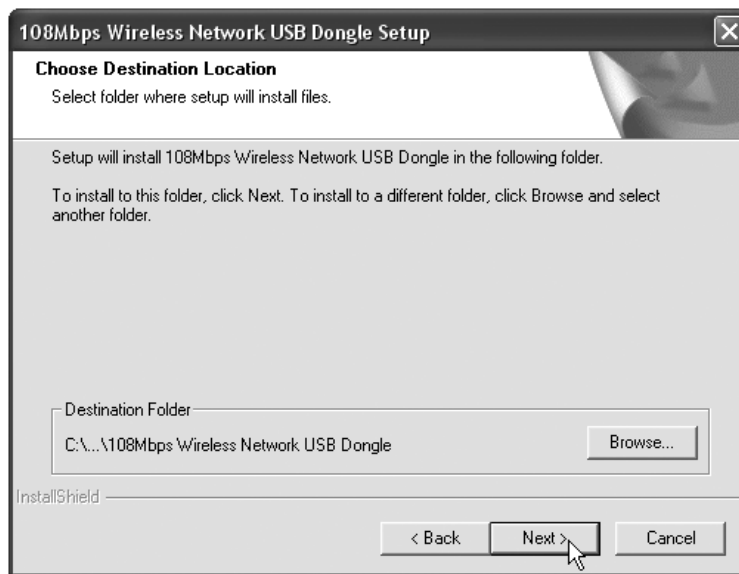 108Mbps Wireless Network USB Dongle Setup
Choose Destination Location
Select folder where setup will install files.
Setup will install 108Mbps Wireless Network USB Dongle in the following folder.
To install to this folder, click Next. To install to a different folder, click Browse and select
another folder.
Destination Folder
C:\...\108Mbps Wireless Network USB Dongle
Browse...
InstallShield
< Back
Next >
Cancel